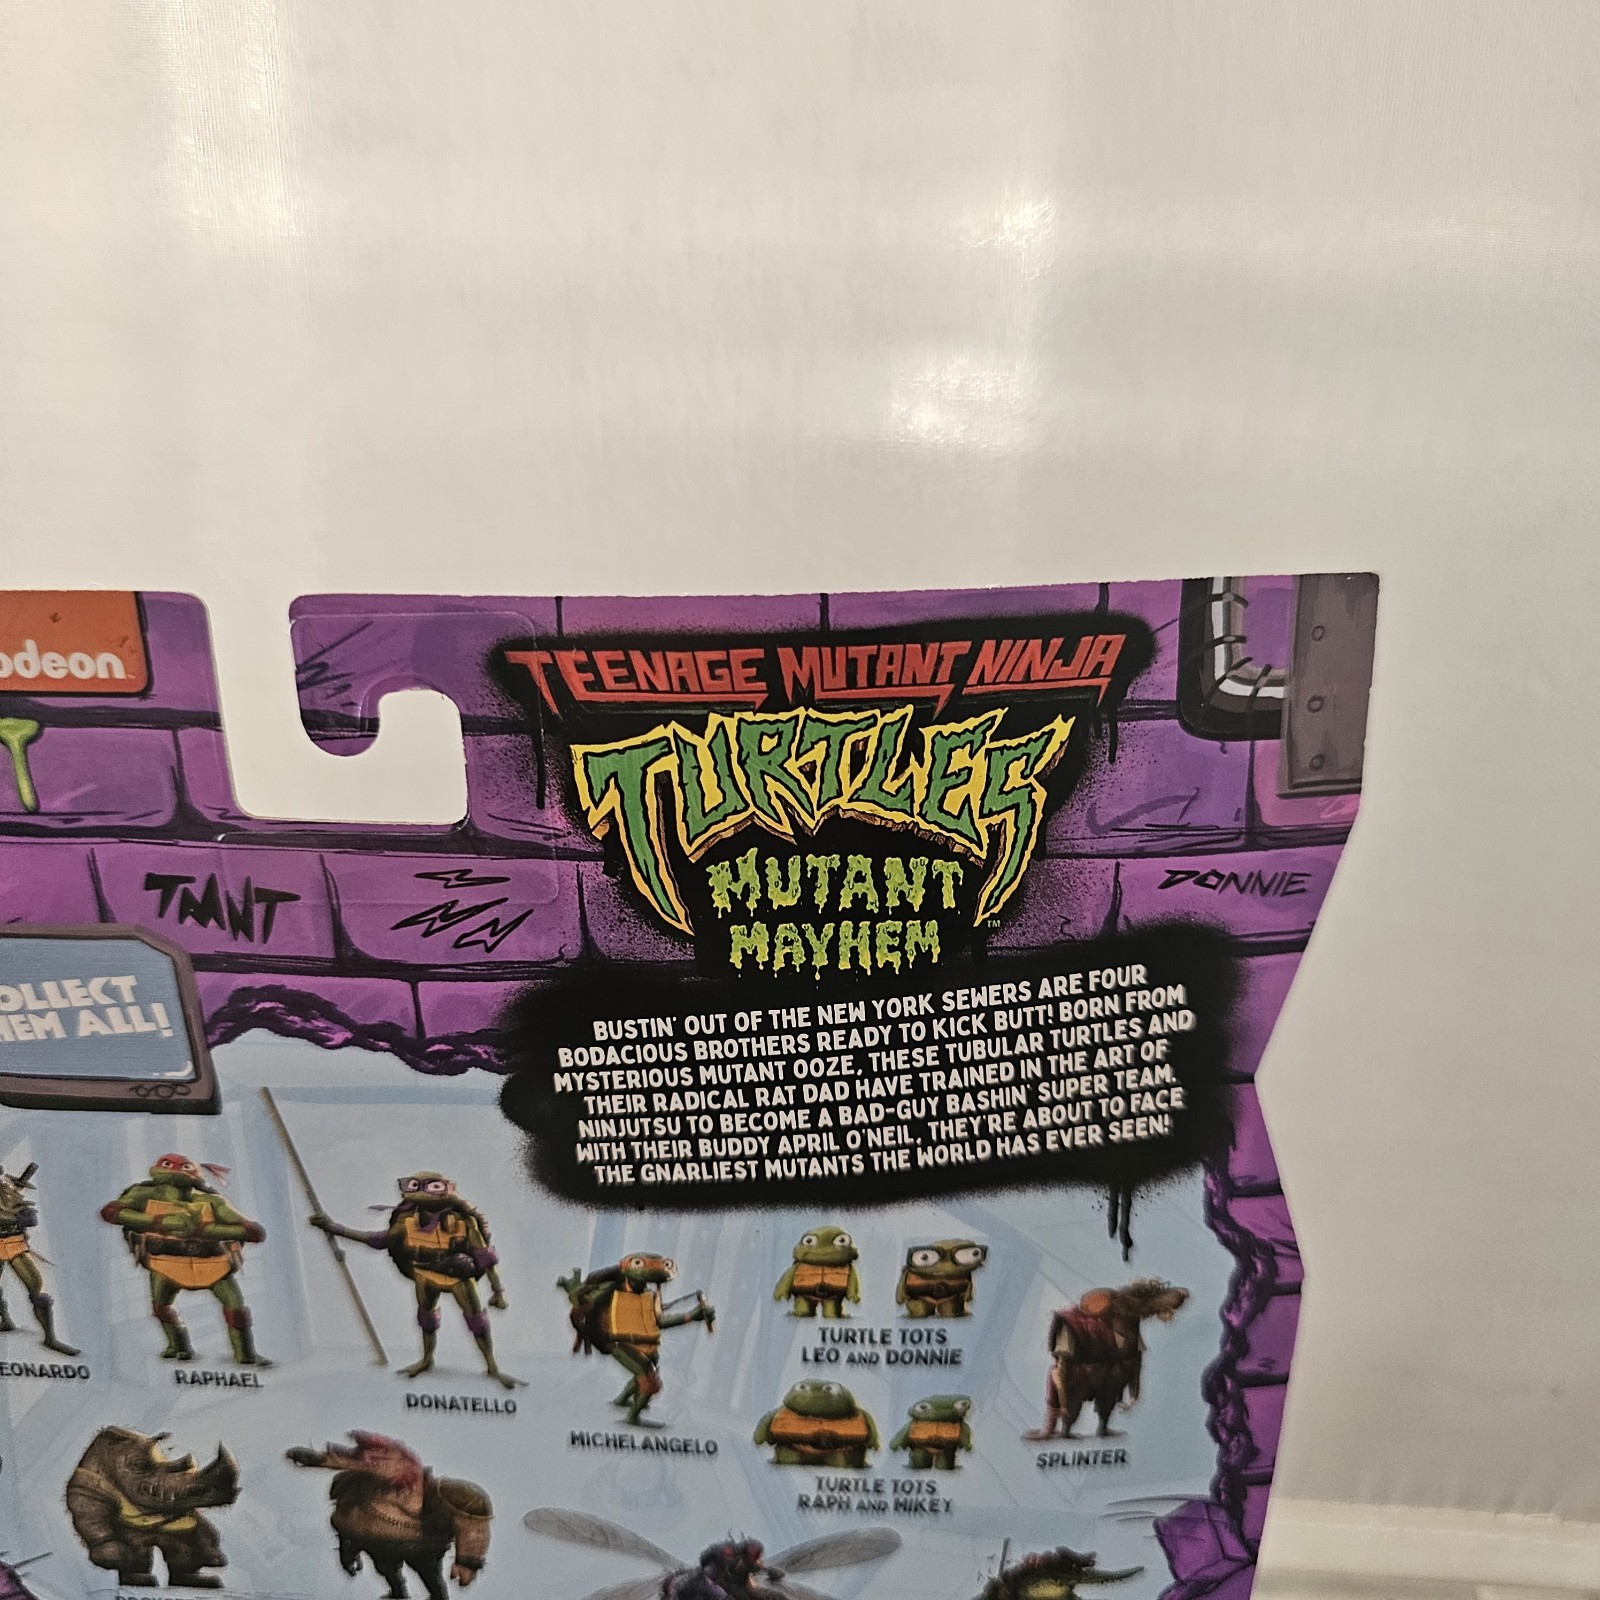 odeon
TEENAGE MUTANT NINJA
TURTLES
MUTANT
MAYHEM
TM
TMNT
DONNIE
OLLECT
EM ALL!
BUSTIN' OUT OF THE NEW YORK SEWERS ARE FOUR
BODACIOUS BROTHERS READY TO KICK BUTT! BORN FROM
MYSTERIOUS MUTANT OOZE, THESE TUBULAR TURTLES AND
THEIR RADICAL RAT DAD HAVE TRAINED IN THE ART OF
NINJUTSU TO BECOME A BAD-GUY BASHIN' SUPER TEAM.
WITH THEIR BUDDY APRIL O'NEIL, THEY'RE ABOUT TO FACE
THE GNARLIEST MUTANTS THE WORLD HAS EVER SEEN!
EONARDO
RAPHAEL
DONATELLO
MICHELANGELO
TURTLE TOTS
LEO AND DONNIE
TURTLE TOTS
RAPH AND MIKEY
SPLINTER